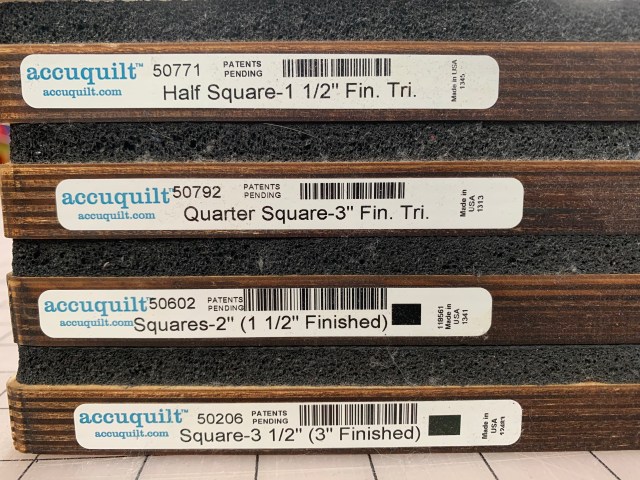 accuquilt™ 50771 PATENTS PENDING
accuquilt.com Half Square-1 1/2" Fin. Tri.
Made in USA
1345
accuquilt 50792 PATENTS PENDING
accuquilt.com Quarter Square-3" Fin. Tri.
Made in
USA
1313
accuquilt™ 50602 PATENTS PENDING
accuquilt.com Squares-2" (1 1/2" Finished)
118561
Made in
USA
1341
accuquilt™ 50206 PATENTS PENDING
accuquilt.com Square-3 1/2" (3" Finished)
Made in
USA